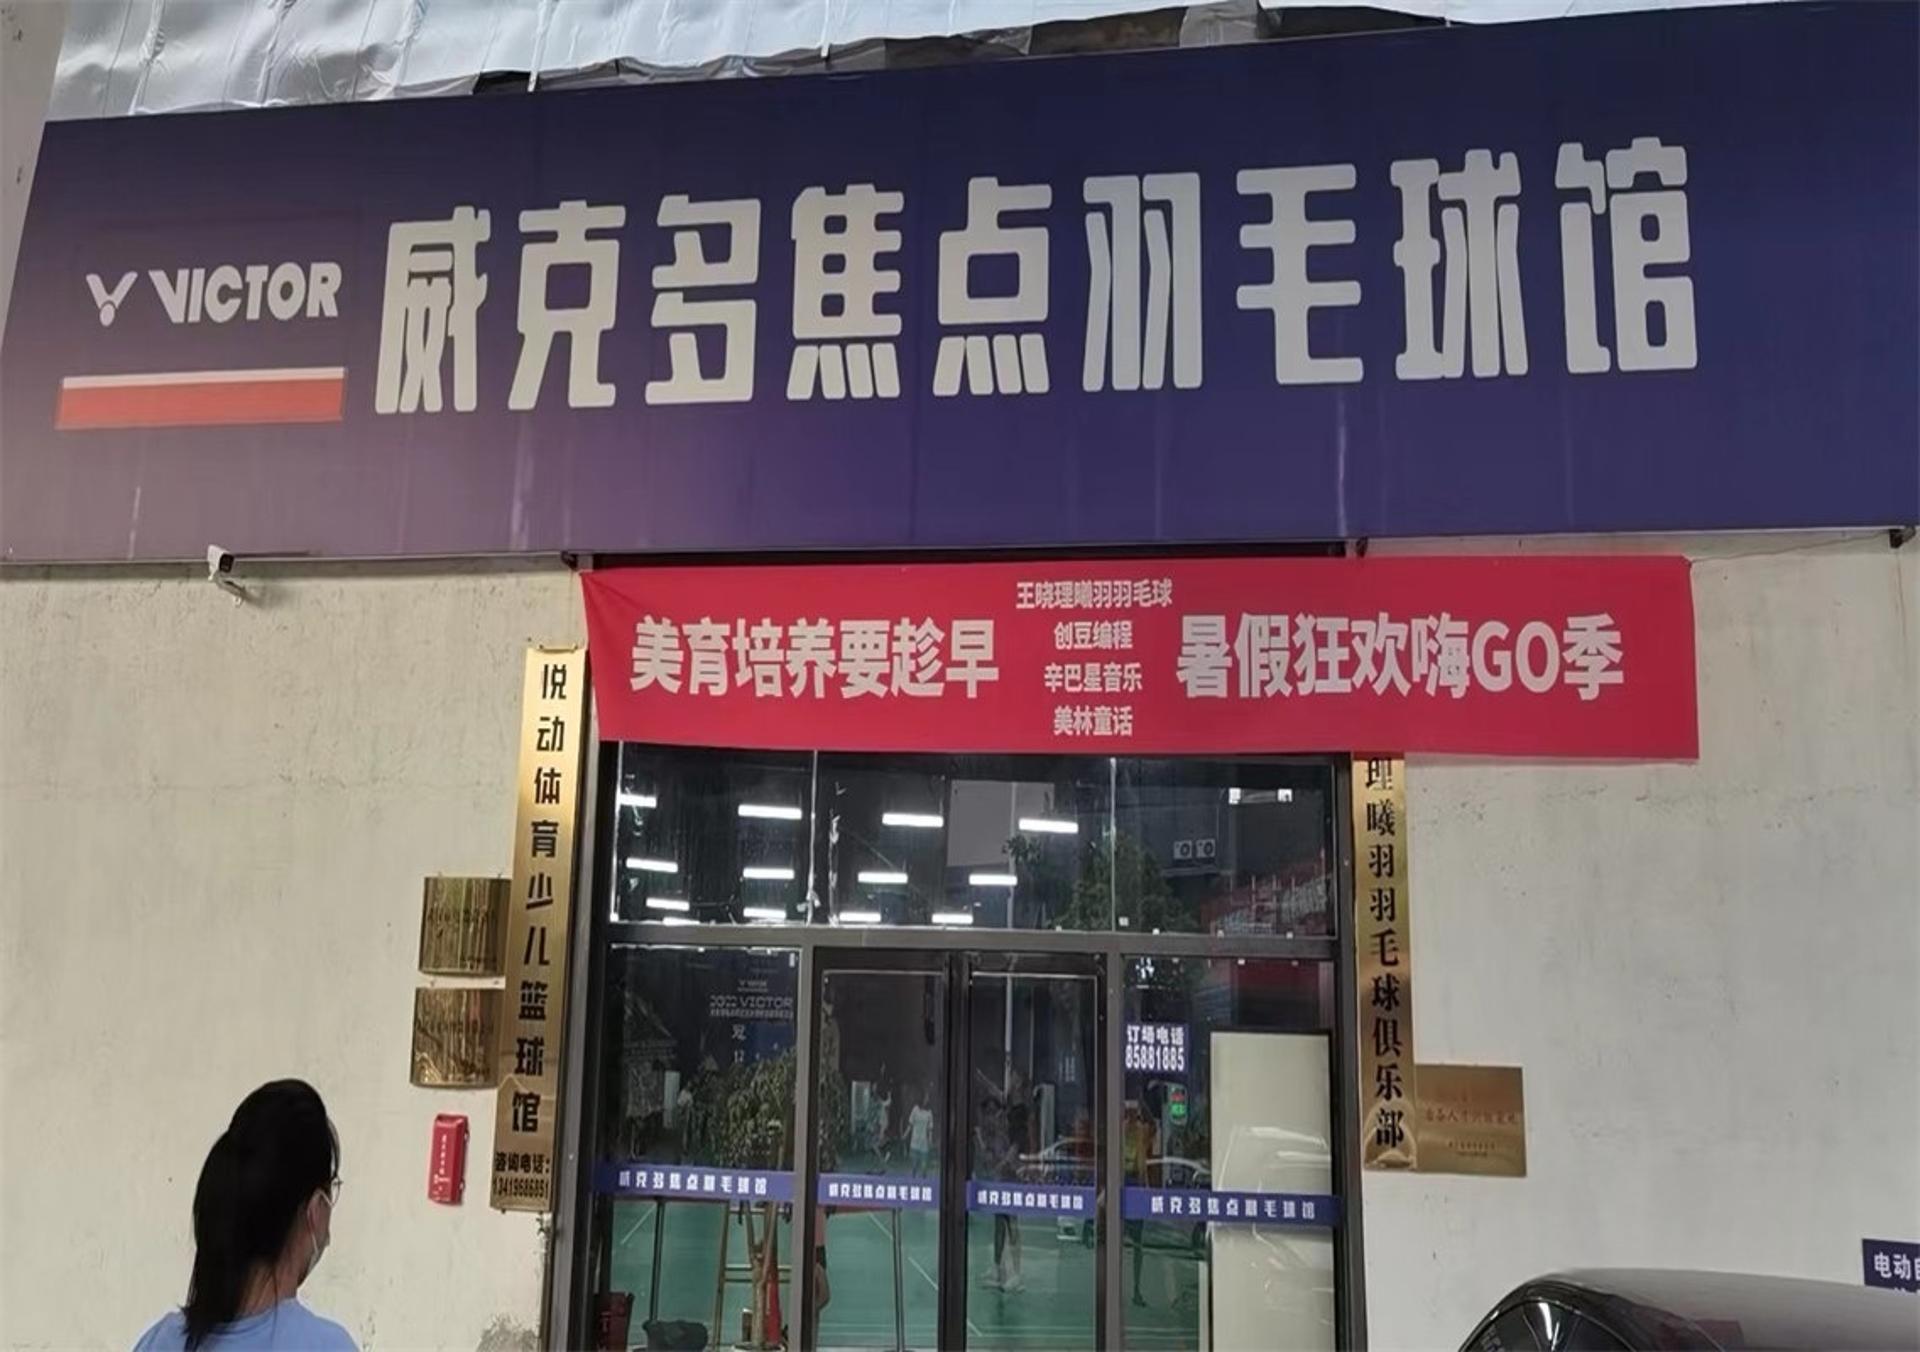 VICTOR
威克多焦点羽毛球馆
美育培养要趁早
王晓理曦羽羽毛球
创豆编程
辛巴星音乐
美林童话
暑假狂欢嗨GO季
悦动体育少儿篮球馆
咨询电话:
13419686851
理曦羽羽毛球俱乐部
VICTOR
订场电话
85881885
威克多焦点羽毛球馆
威克多焦点羽毛球馆
威克多焦点羽毛球馆
威克多焦点羽毛球馆
电动自